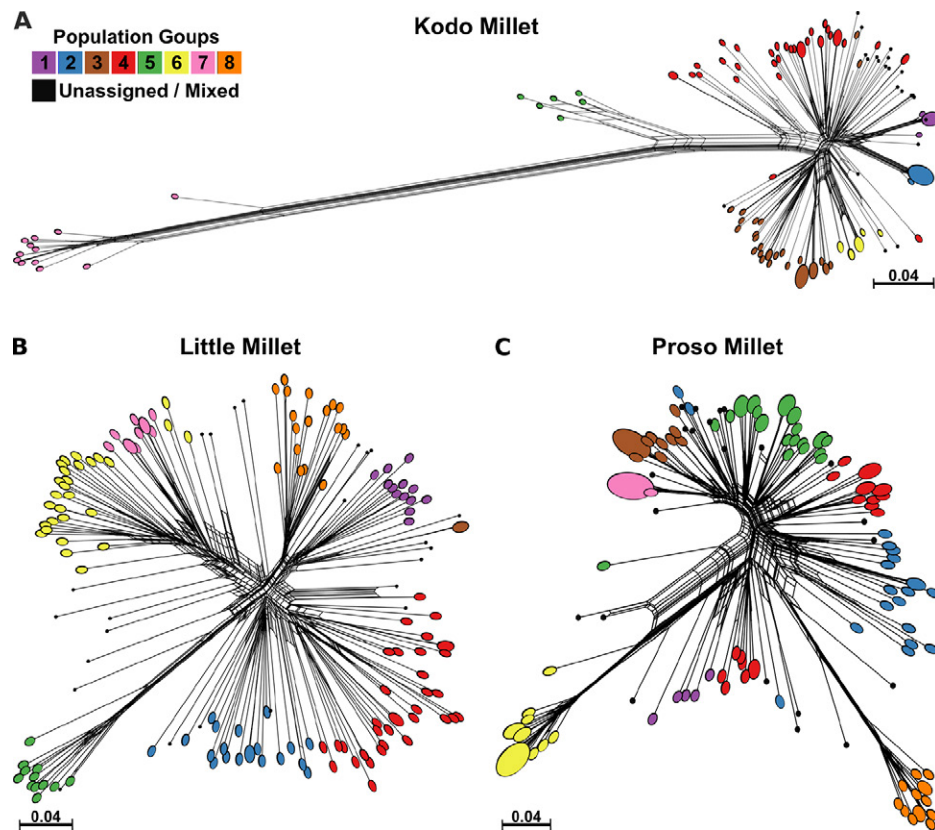 A
Kodo Millet
Population Goups
1 2 3 4 5 6 7 8
Unassigned / Mixed
0.04
B
Little Millet
C
Proso Millet
0.04
0.04